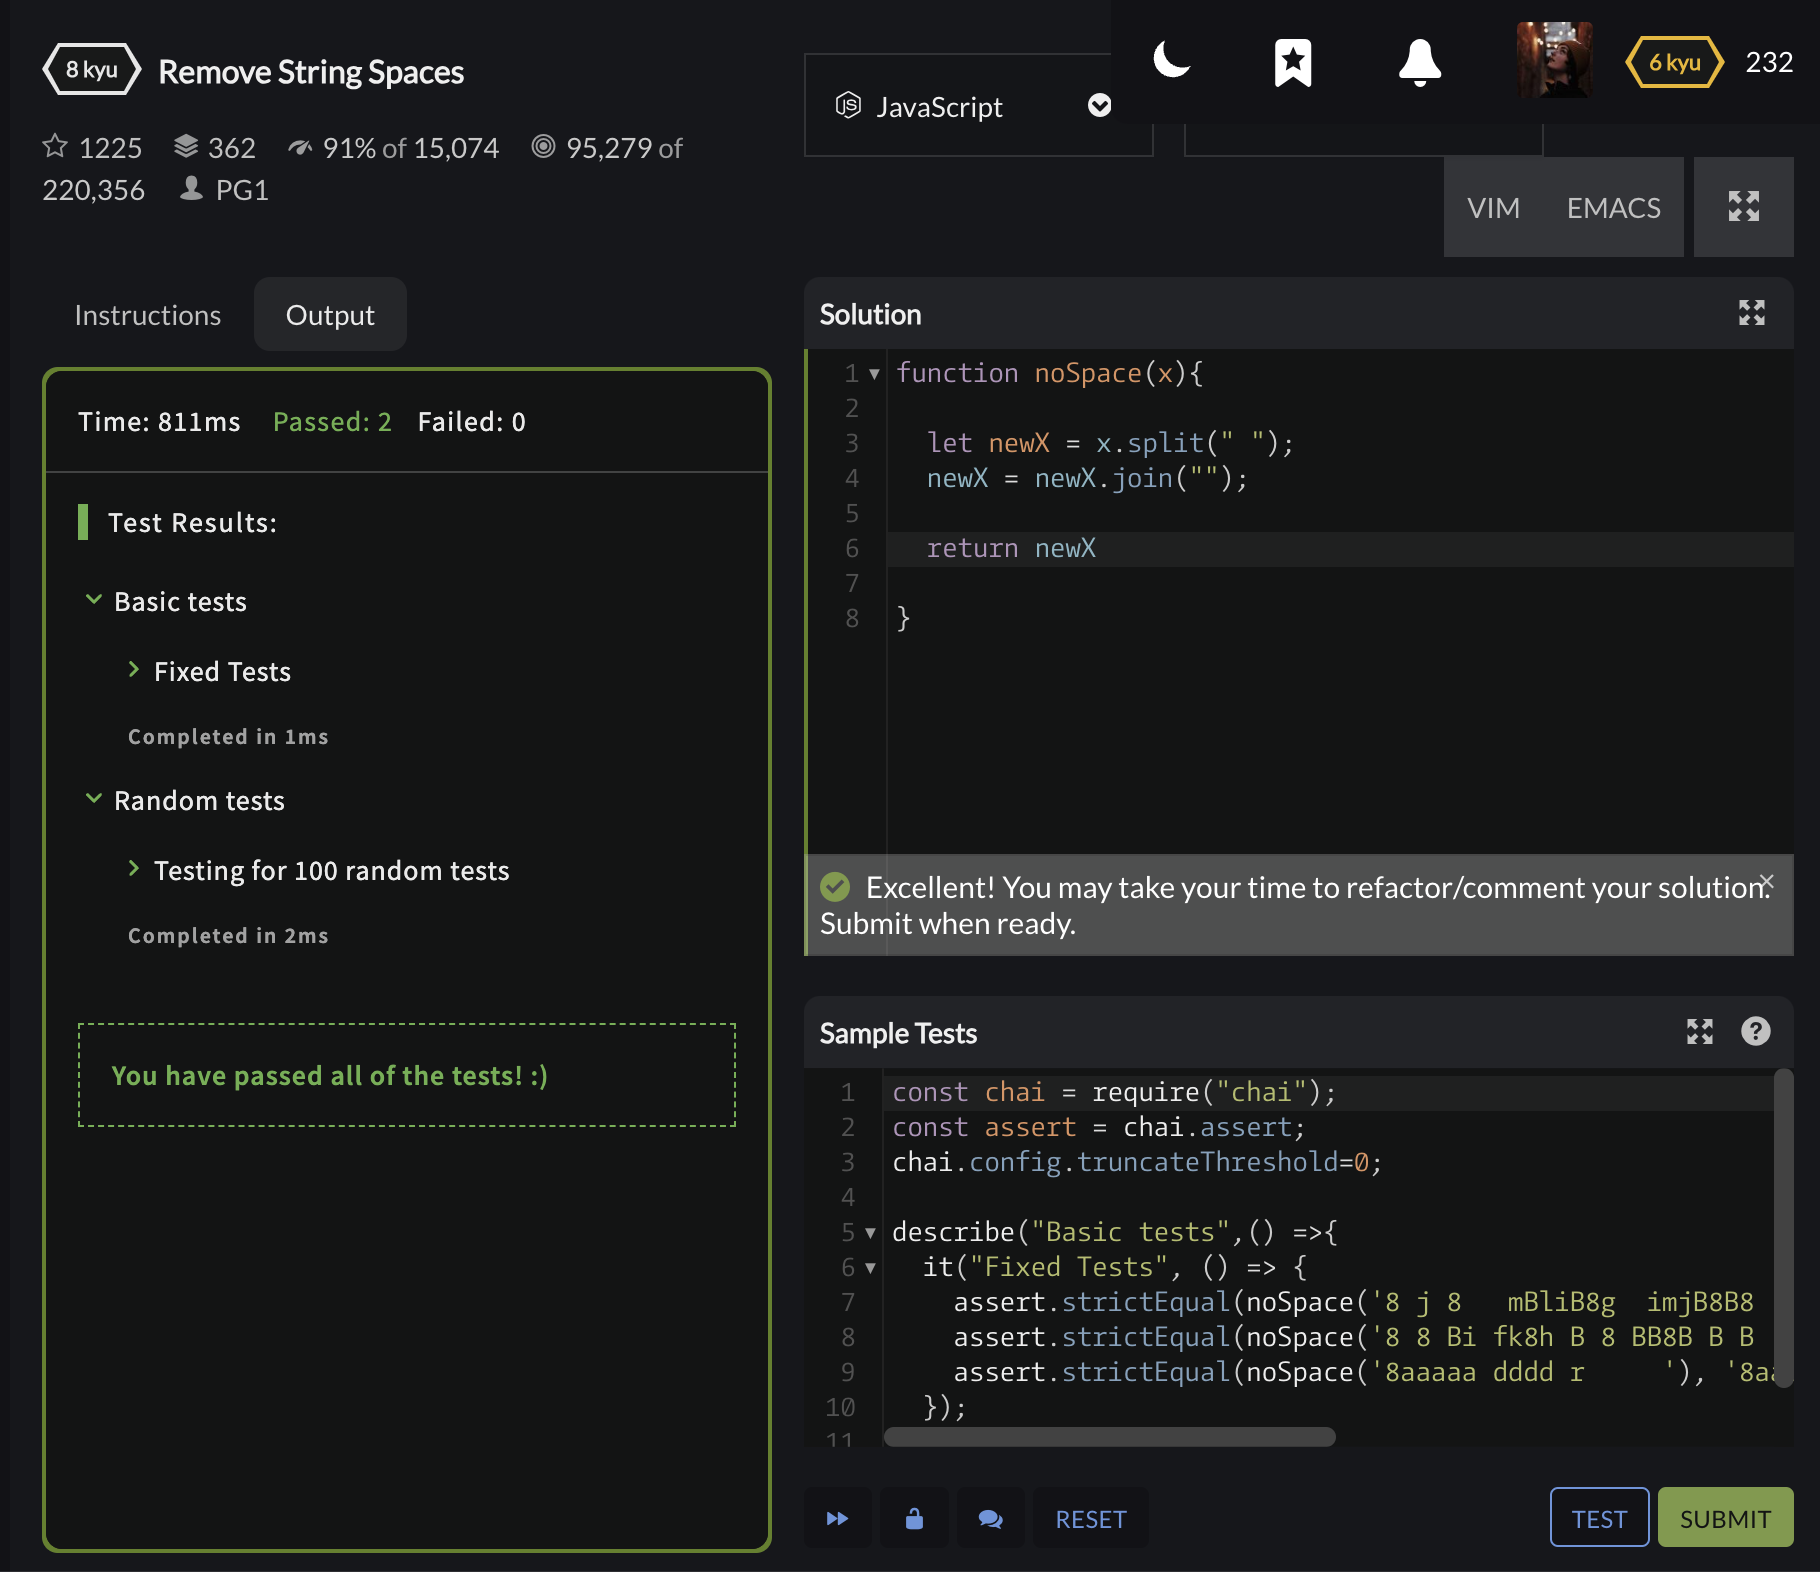 8 kyu Remove String Spaces
1225 362 91% of 15,074 95,279 of
220,356 PG1
JavaScript
6 kyu 232
VIM EMACS
Instructions Output
Time: 811ms Passed: 2 Failed: 0
Test Results:
Basic tests
Fixed Tests
Completed in 1ms
Random tests
Testing for 100 random tests
Completed in 2ms
You have passed all of the tests! :)
Solution
1 function noSpace(x){
2
3 let newX = x.split(" ");
4 newX = newX.join("");
5
6 return newX
7
8 }
Excellent! You may take your time to refactor/comment your solution.
Submit when ready.
Sample Tests
1 const chai = require("chai");
2 const assert = chai.assert;
3 chai.config.truncateThreshold=0;
4
5 describe("Basic tests",() =>{
6 it("Fixed Tests", () => {
7 assert.strictEqual(noSpace('8 j 8   mBliB8g  imjB8B8
8 assert.strictEqual(noSpace('8 8 Bi fk8h B 8 BB8B B B
9 assert.strictEqual(noSpace('8aaaaa dddd r     '), '8aa
10 });
11
RESET TEST SUBMIT